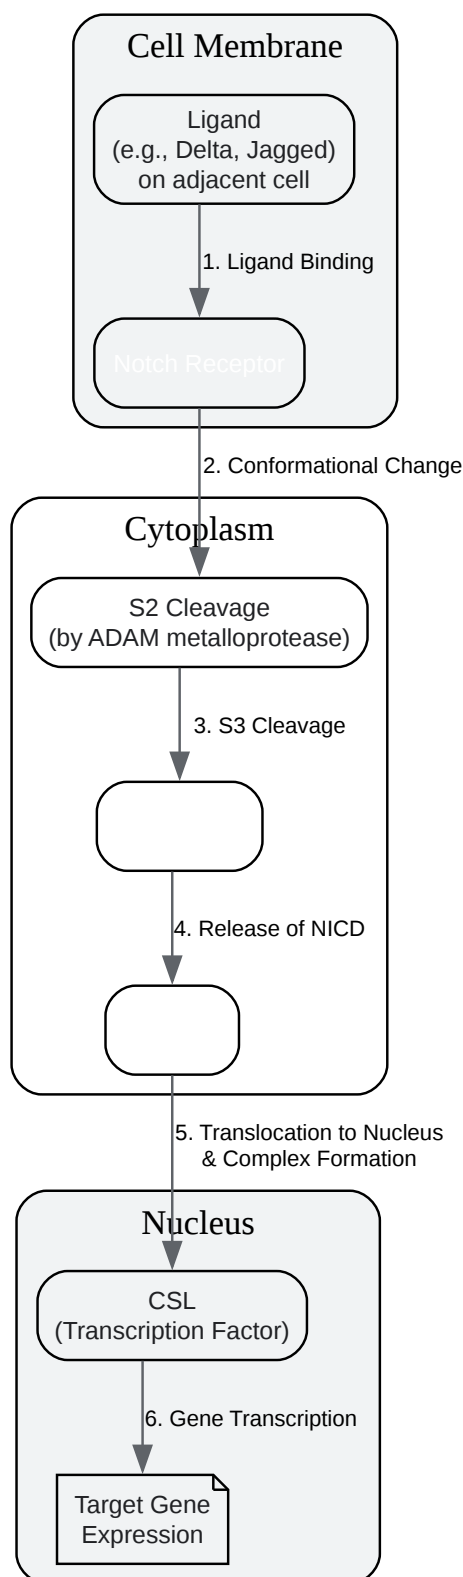 Cell Membrane
Ligand
(e.g., Delta, Jagged)
on adjacent cell
1. Ligand Binding
Notch Receptor
2. Conformational Change
Cytoplasm
S2 Cleavage
(by ADAM metalloprotease)
3. S3 Cleavage
4. Release of NICD
5. Translocation to Nucleus
& Complex Formation
Nucleus
CSL
(Transcription Factor)
6. Gene Transcription
Target Gene
Expression